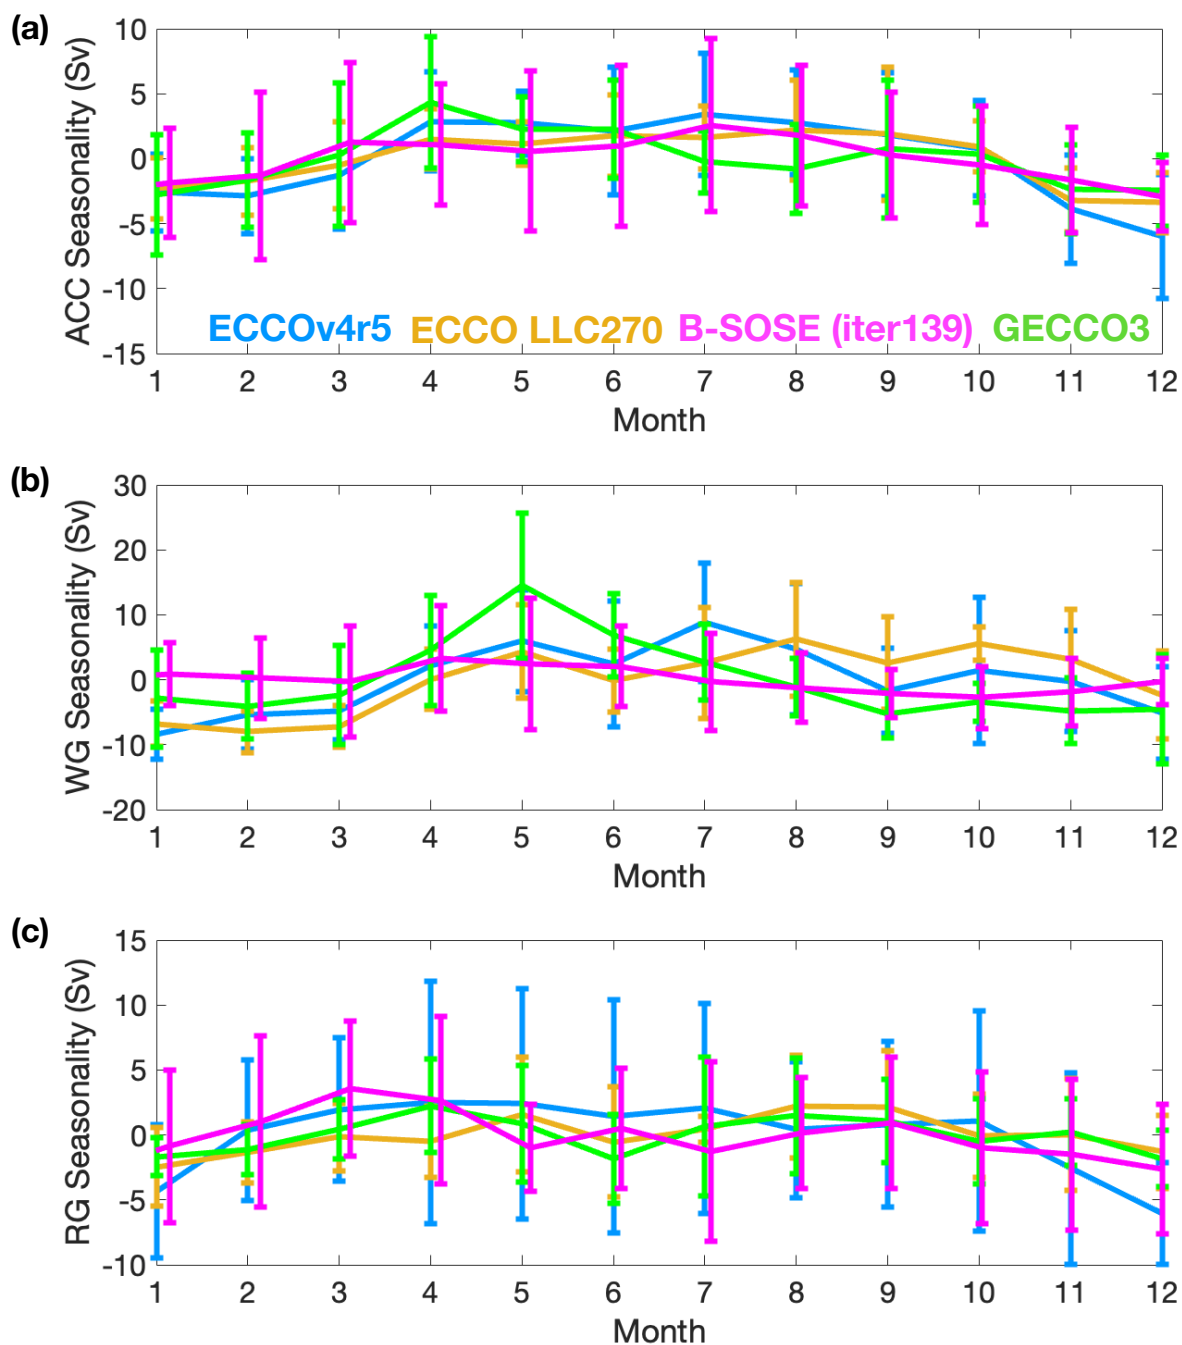 (a)
ACC Seasonality (Sv)
10
5
0
-5
-10
-15
ECCOv4r5 ECCO LLC270 B-SOSE (iter139) GECCO3
1 2 3 4 5 6 7 8 9 10 11 12
Month
(b)
WG Seasonality (Sv)
30
20
10
0
-10
-20
1 2 3 4 5 6 7 8 9 10 11 12
Month
(c)
RG Seasonality (Sv)
15
10
5
0
-5
-10
1 2 3 4 5 6 7 8 9 10 11 12
Month